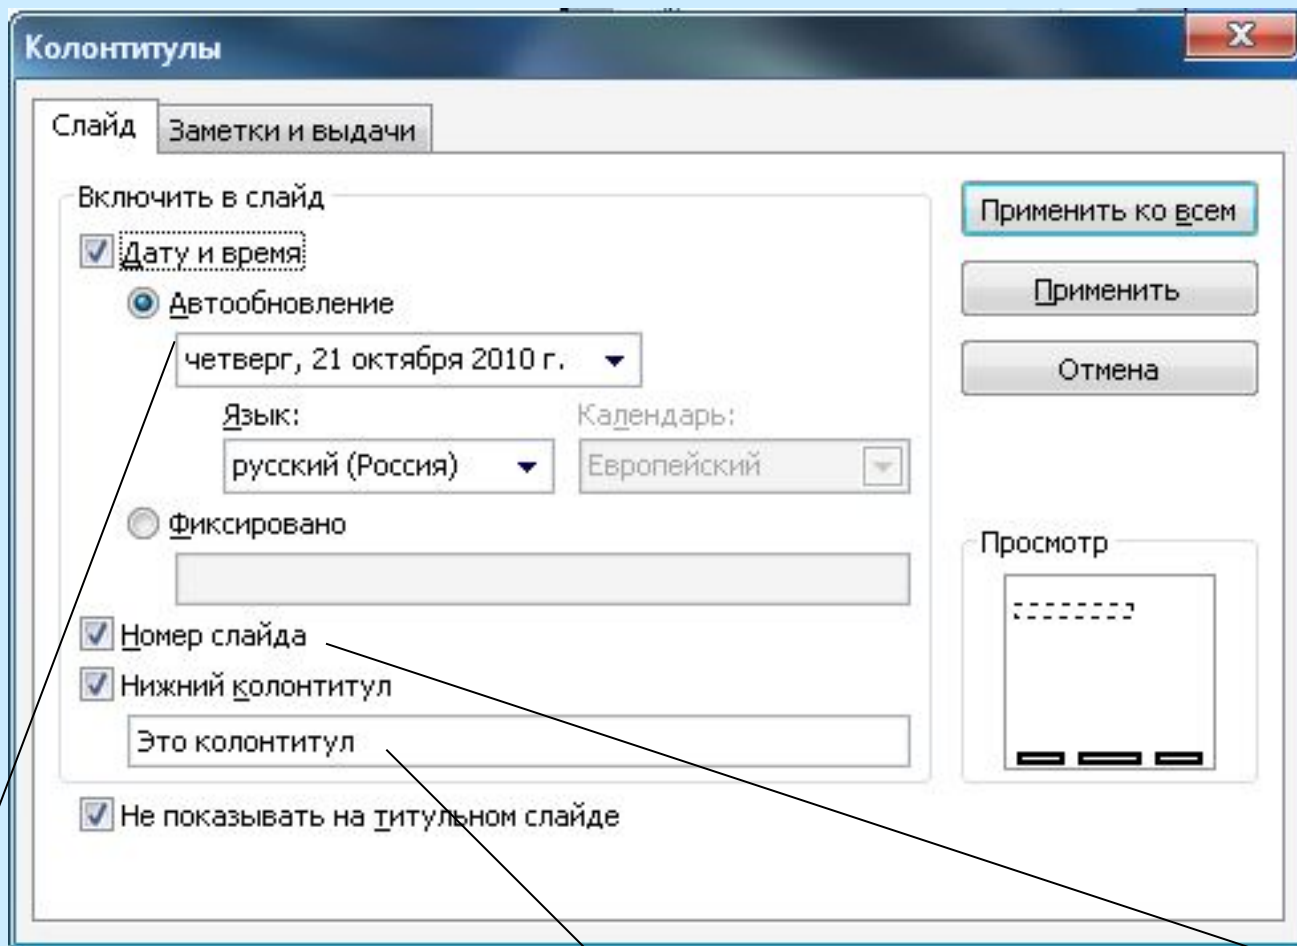 Колонтитулы
X
Слайд
Заметки и выдачи
Включить в слайд
Применить ко всем
Дату и время
Автообновление
Применить
четверг, 21 октября 2010 г.
Отмена
Язык:
Календарь:
русский (Россия)
Европейский
Фиксировано
Просмотр
Номер слайда
Нижний колонтитул
Это колонтитул
Не показывать на титульном слайде